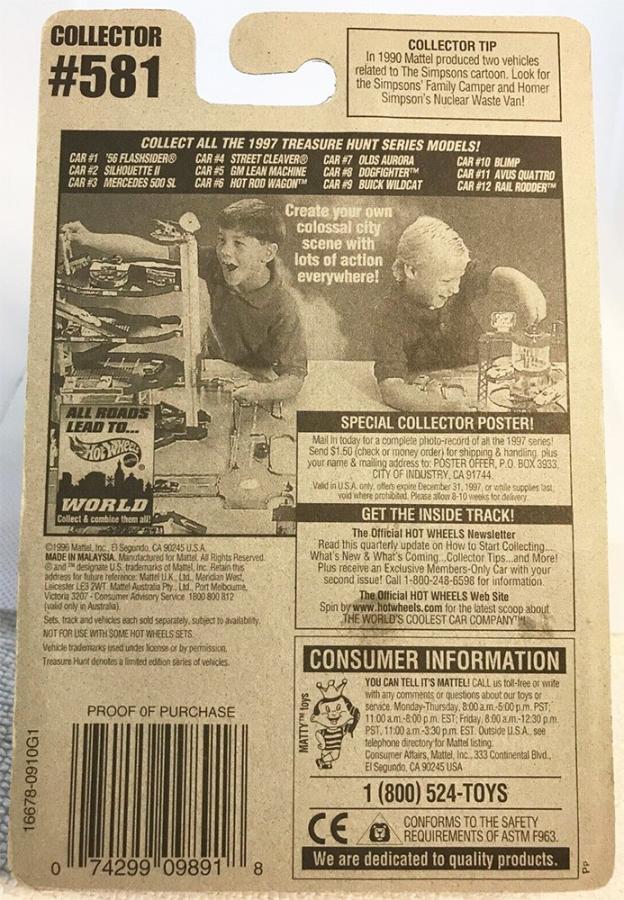 COLLECTOR
#581
COLLECTOR TIP
In 1990 Mattel produced two vehicles
related to The Simpsons cartoon. Look for
the Simpsons' Family Camper and Homer
Simpson's Nuclear Waste Van!
COLLECT ALL THE 1997 TREASURE HUNT SERIES MODELS!
CAR #1 '56 FLASHSIDER®
CAR #2 SILHOUETTE II
CAR #3 MERCEDES 500 SL
CAR #4 STREET CLEAVER®
CAR #5 GM LEAN MACHINE
CAR #6 HOT ROD WAGON™
CAR #7 OLDS AURORA
CAR #8 DOGFIGHTER™
CAR #9 BUICK WILDCAT
CAR #10 BLIMP
CAR #11 AVUS QUATTRO
CAR #12 RAIL RODDER™
Create your own
colossal city
scene with
lots of action
everywhere!
ALL ROADS
LEAD TO...
Hot Wheels
WORLD
Collect & combine them all!
SPECIAL COLLECTOR POSTER!
Mail in today for a complete photo-record of all the 1997 series!
Send $1.50 (check or money order) for shipping & handling, plus
your name & mailing address to: POSTER OFFER, P.O. BOX 3933,
CITY OF INDUSTRY, CA 91744.
Valid in U.S.A. only, offers expire December 31, 1997, or while supplies last,
void where prohibited. Please allow 8-10 weeks for delivery.
GET THE INSIDE TRACK!
The Official HOT WHEELS Newsletter
Read this quarterly update on How to Start Collecting...
What's New & What's Coming...Collector Tips...and More!
Plus receive an Exclusive Members-Only Car with your
second issue! Call 1-800-248-6598 for information.
The Official HOT WHEELS Web Site
Spin by www.hotwheels.com for the latest scoop about
THE WORLD'S COOLEST CAR COMPANY™!
©1996 Mattel, Inc., El Segundo, CA 90245 U.S.A.
MADE IN MALAYSIA. Manufactured for Mattel. All Rights Reserved.
® and ™ designate U.S. trademarks of Mattel, Inc. Retain this
address for future reference: Mattel U.K., Ltd., Meridian West,
Leicester LE3 2WT. Mattel Australia Pty., Ltd., Port Melbourne,
Victoria 3207 - Consumer Advisory Service 1800 800 812
(valid only in Australia).
Sets, track and vehicles each sold separately, subject to availability.
NOT FOR USE WITH SOME HOT WHEELS SETS.
Vehicle trademarks used under license or by permission.
Treasure Hunt denotes a limited edition series of vehicles.
CONSUMER INFORMATION
MATTY™ toys
YOU CAN TELL IT'S MATTEL! CALL us toll-free or write
with any comments or questions about our toys or
service. Monday-Thursday, 8:00 a.m.-5:00 p.m. PST;
11:00 a.m.-8:00 p.m. EST; Friday, 8:00 a.m.-12:30 p.m.
PST, 11:00 a.m.-3:30 p.m. EST. Outside U.S.A., see
telephone directory for Mattel listing.
Consumer Affairs, Mattel, Inc., 333 Continental Blvd.,
El Segundo, CA 90245 USA
1 (800) 524-TOYS
CE
CONFORMS TO THE SAFETY
REQUIREMENTS OF ASTM F963.
We are dedicated to quality products.
PP
PROOF OF PURCHASE
0 74299 09891 8
16678-0910G1